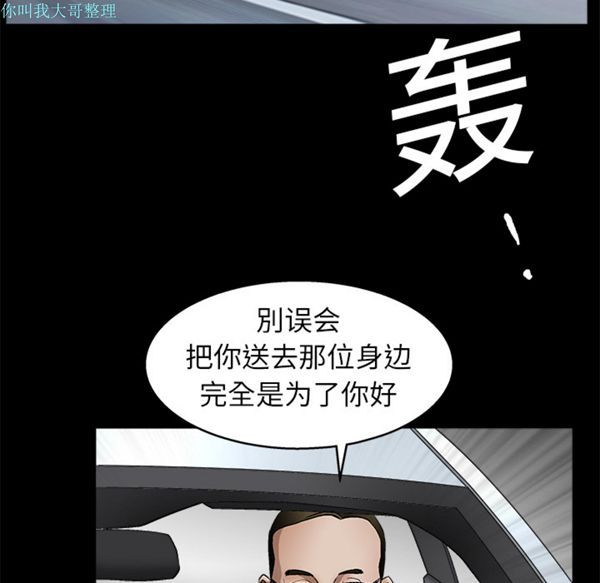 你叫我大哥整理
轰!
別误会
把你送去那位身边
完全是为了你好